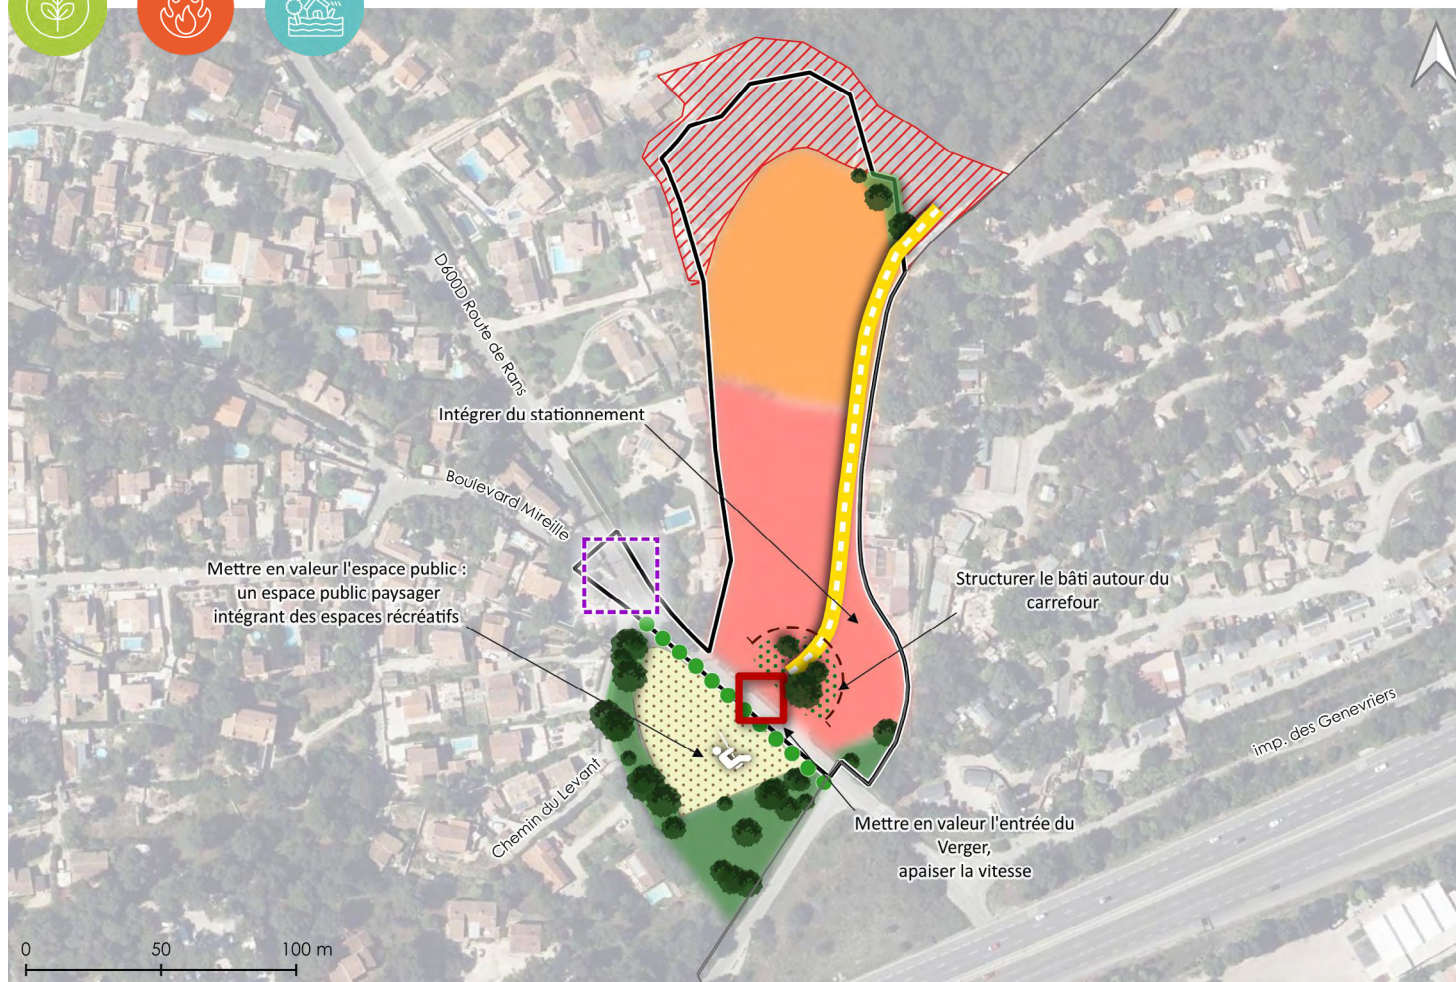 D600D Route de Rans
Intégrer du stationnement
Boulevard Mireille
Mettre en valeur l'espace public :
un espace public paysager
intégrant des espaces récréatifs
Structurer le bâti autour du
carrefour
imp. des Genevriers
Chemin du Levant
Mettre en valeur l'entrée du
Verger,
apaiser la vitesse
0 50 100 m